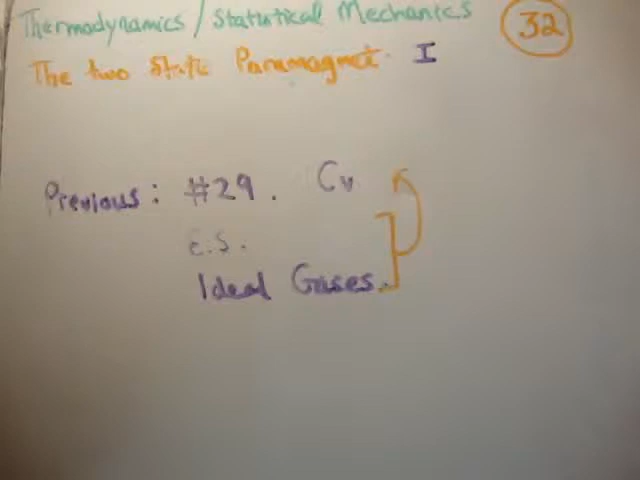 Thermodynamics / Statistical Mechanics
32
The two State Paramagnet I
Previous: #29. Cv
E.S.
Ideal Gases.